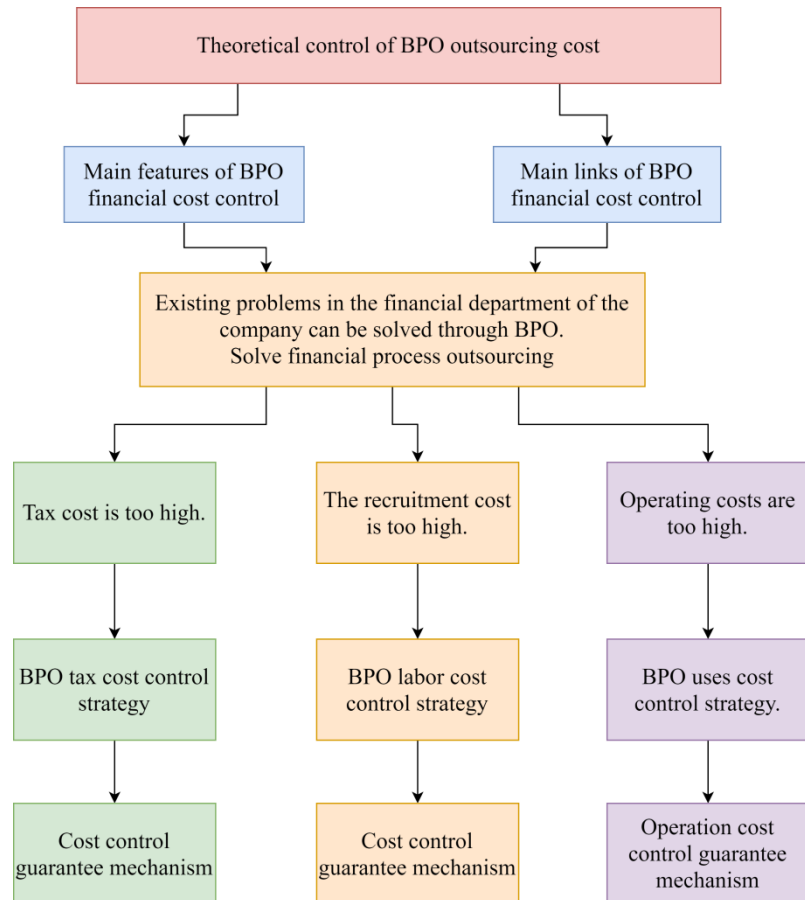 Theoretical control of BPO outsourcing cost
Main features of BPO
financial cost control
Main links of BPO
financial cost control
Existing problems in the financial department of the
company can be solved through BPO.
Solve financial process outsourcing
Tax cost is too high.
The recruitment cost
is too high.
Operating costs are
too high.
BPO tax cost control
strategy
BPO labor cost
control strategy
BPO uses cost
control strategy.
Cost control
guarantee mechanism
Cost control
guarantee mechanism
Operation cost
control guarantee
mechanism